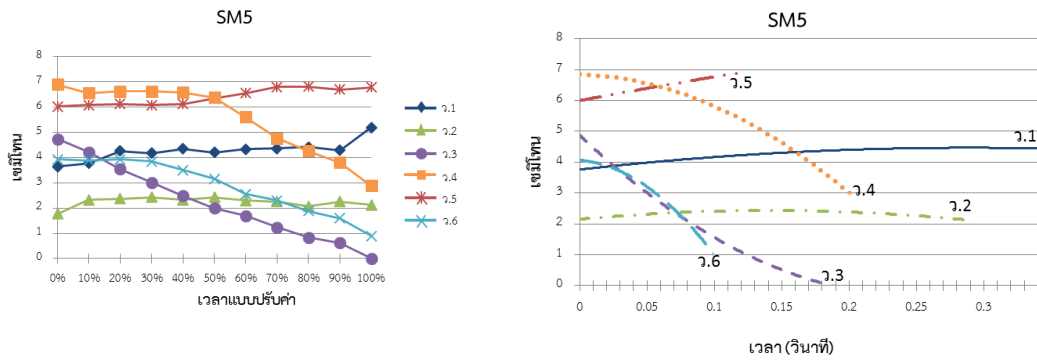 SM5
8
7
6
5
4
3
2
1
0
เซมิโทน
0% 10% 20% 30% 40% 50% 60% 70% 80% 90% 100%
เวลาแบบปรับค่า
ว.1
ว.2
ว.3
ว.4
ว.5
ว.6
SM5
8
7
6
5
4
3
2
1
0
เซมิโทน
ว.5
ว.1
ว.4
ว.2
ว.6
ว.3
0 0.05 0.1 0.15 0.2 0.25 0.3
เวลา (วินาที)